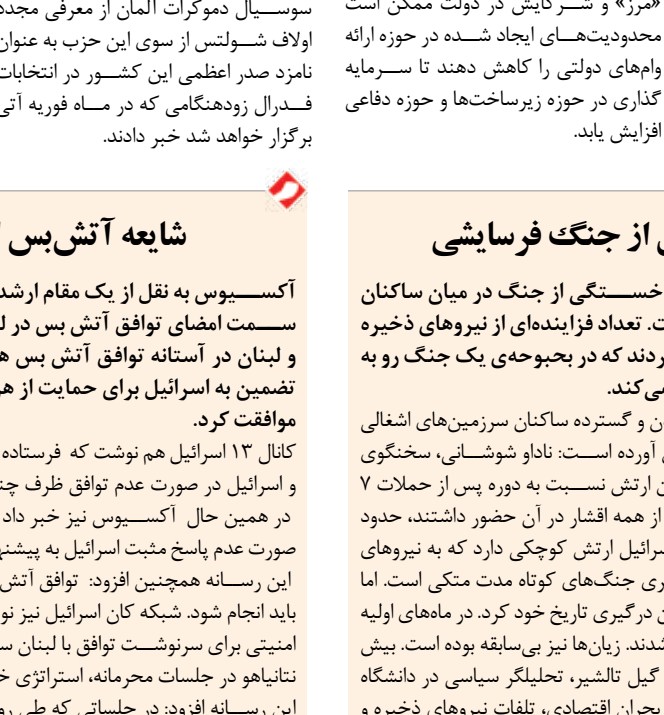 «مرز» و شرکایش در دولت ممکن است
محدودیت‌های ایجاد شده در حوزه ارائه
وام‌های دولتی را کاهش دهند تا سرمایه
گذاری در حوزه زیرساخت‌ها و حوزه دفاعی
افزایش یابد.
سوسیال دموکرات آلمان از معرفی مجدد
اولاف شولتس از سوی این حزب به عنوان
نامزد صدر اعظمی این کشور در انتخابات
فدرال زودهنگامی که در ماه فوریه آتی
برگزار خواهد شد خبر دادند.
از جنگ فرسایشی
خستگی از جنگ در میان ساکنان
ت. تعداد فزاینده‌ای از نیروهای ذخیره
ردند که در بحبوحه‌ی یک جنگ رو به
می‌کند.
ن و گسترده ساکنان سرزمین‌های اشغالی
آورده است: ناداو شوشانی، سخنگوی
ن ارتش نسبت به دوره پس از حملات ۷
از همه اقشار در آن حضور داشتند، حدود
سرائیل ارتش کوچکی دارد که به نیروهای
ری جنگ‌های کوتاه مدت متکی است. اما
ن درگیری تاریخ خود کرد. در ماه‌های اولیه
شدند. زیان‌ها نیز بی‌سابقه بوده است. بیش
گیل تالشیر، تحلیلگر سیاسی در دانشگاه
بحران اقتصادی، تلفات نیروهای ذخیره و
شایعه آتش‌بس
آکسیوس به نقل از یک مقام ارشد
سمت امضای توافق آتش بس در ل
و لبنان در آستانه توافق آتش بس ه
تضمین به اسرائیل برای حمایت از هر
موافقت کرد.
کانال ۱۳ اسرائیل هم نوشت که فرستاده
و اسرائیل در صورت عدم توافق ظرف چن
در همین حال آکسیوس نیز خبر داد
صورت عدم پاسخ مثبت اسرائیل به پیشنه
این رسانه همچنین افزود: توافق آتش
باید انجام شود. شبکه کان اسرائیل نیز نو
امنیتی برای سرنوشت توافق با لبنان س
نتانیاهو در جلسات محرمانه، استراتژی خ
این رسانه افزود: در جلساتی که طی رو